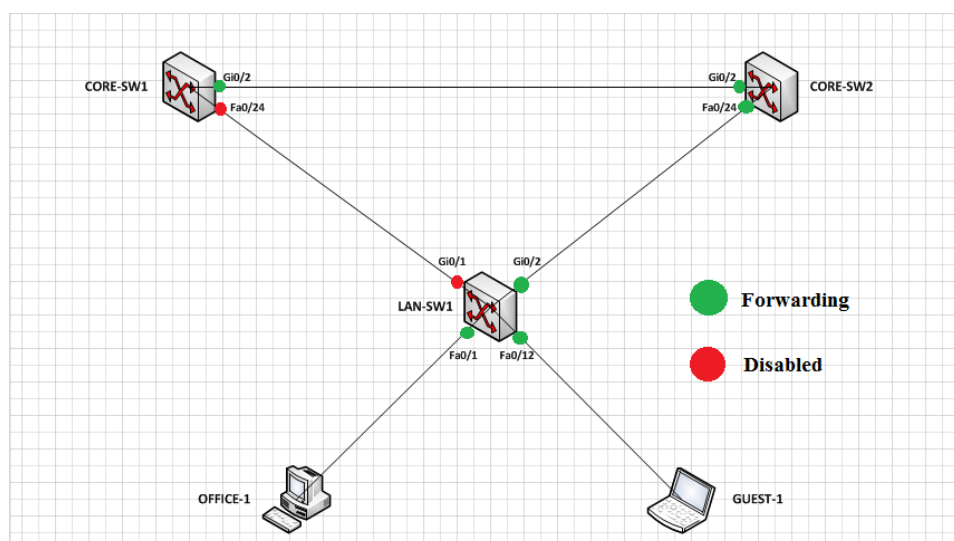 Gi0/2
Gi0/2
CORE-SW1
CORE-SW2
Fa0/24
Fa0/24
Gi0/1
Gi0/2
LAN-SW1
Forwarding
Fa0/1
Fa0/12
Disabled
OFFICE-1
GUEST-1